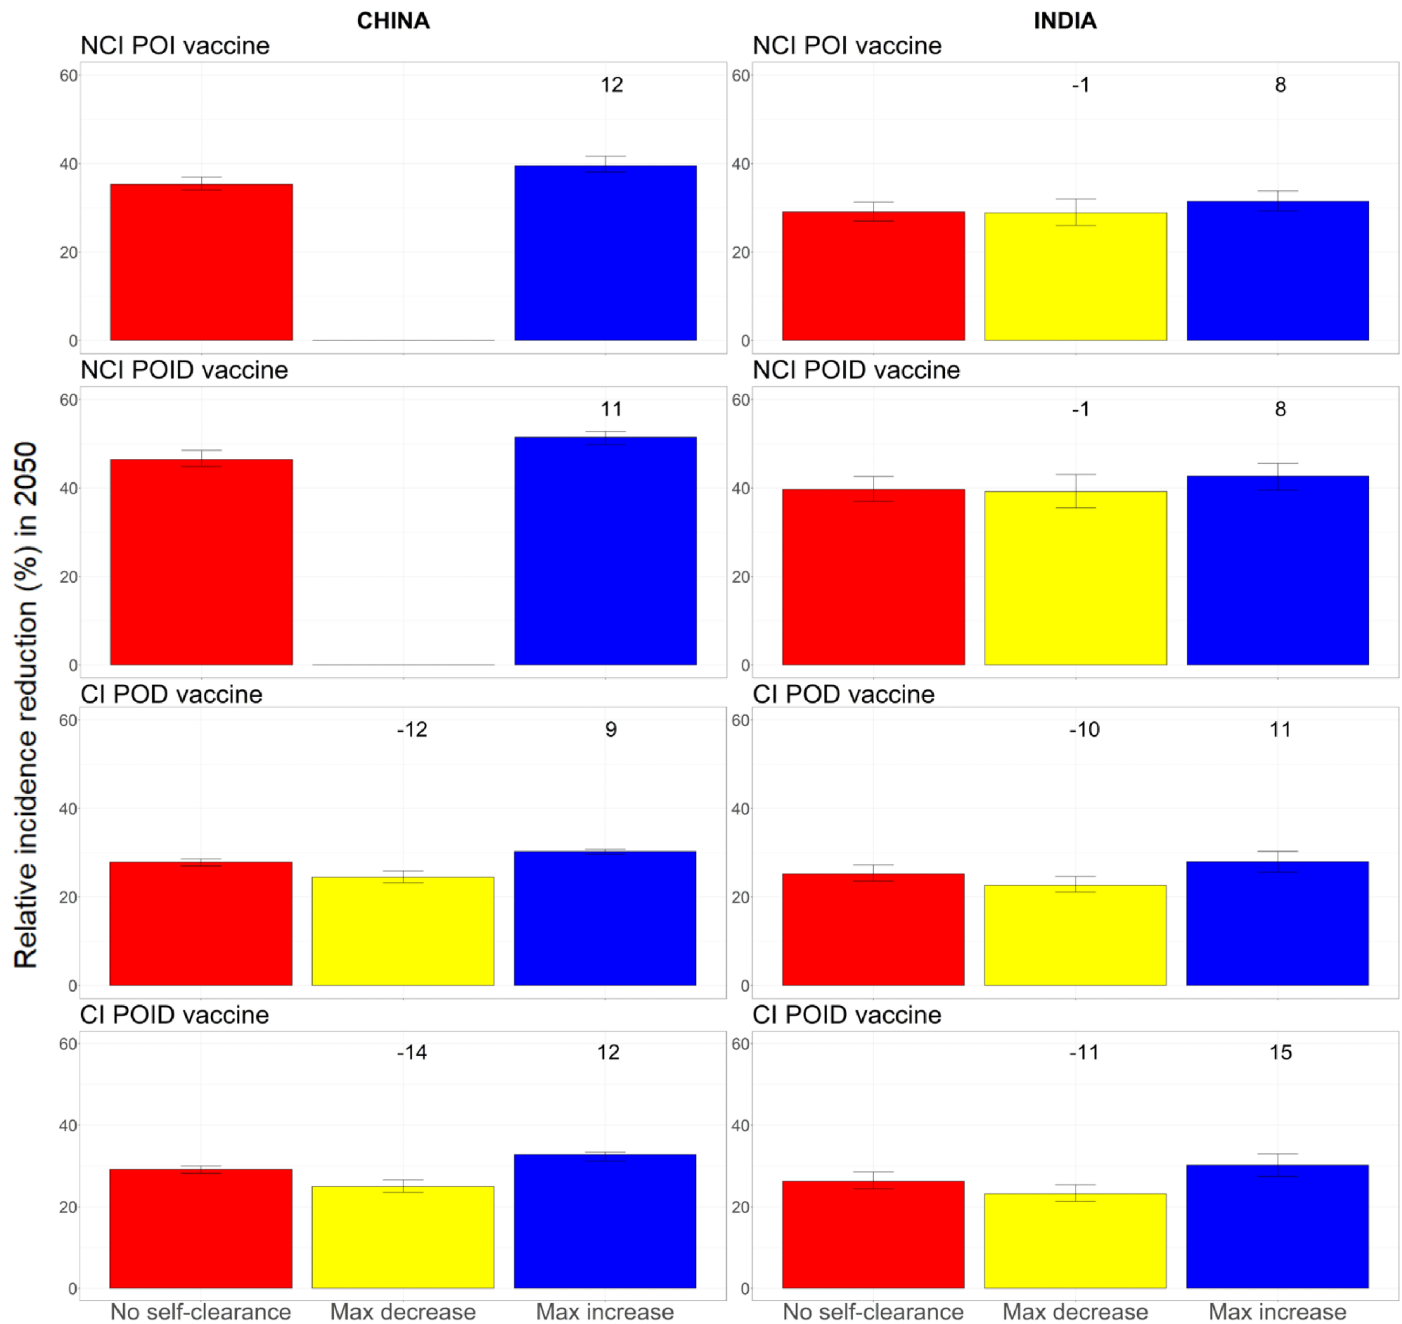 CHINA
INDIA
NCI POI vaccine
NCI POI vaccine
60
40
20
0
12
60
40
20
0
-1
8
NCI POID vaccine
NCI POID vaccine
60
40
20
0
11
60
40
20
0
-1
8
Relative incidence reduction (%) in 2050
CI POD vaccine
CI POD vaccine
60
40
20
0
-12
9
60
40
20
0
-10
11
CI POID vaccine
CI POID vaccine
60
40
20
0
-14
12
60
40
20
0
-11
15
No self-clearance
Max decrease
Max increase
No self-clearance
Max decrease
Max increase